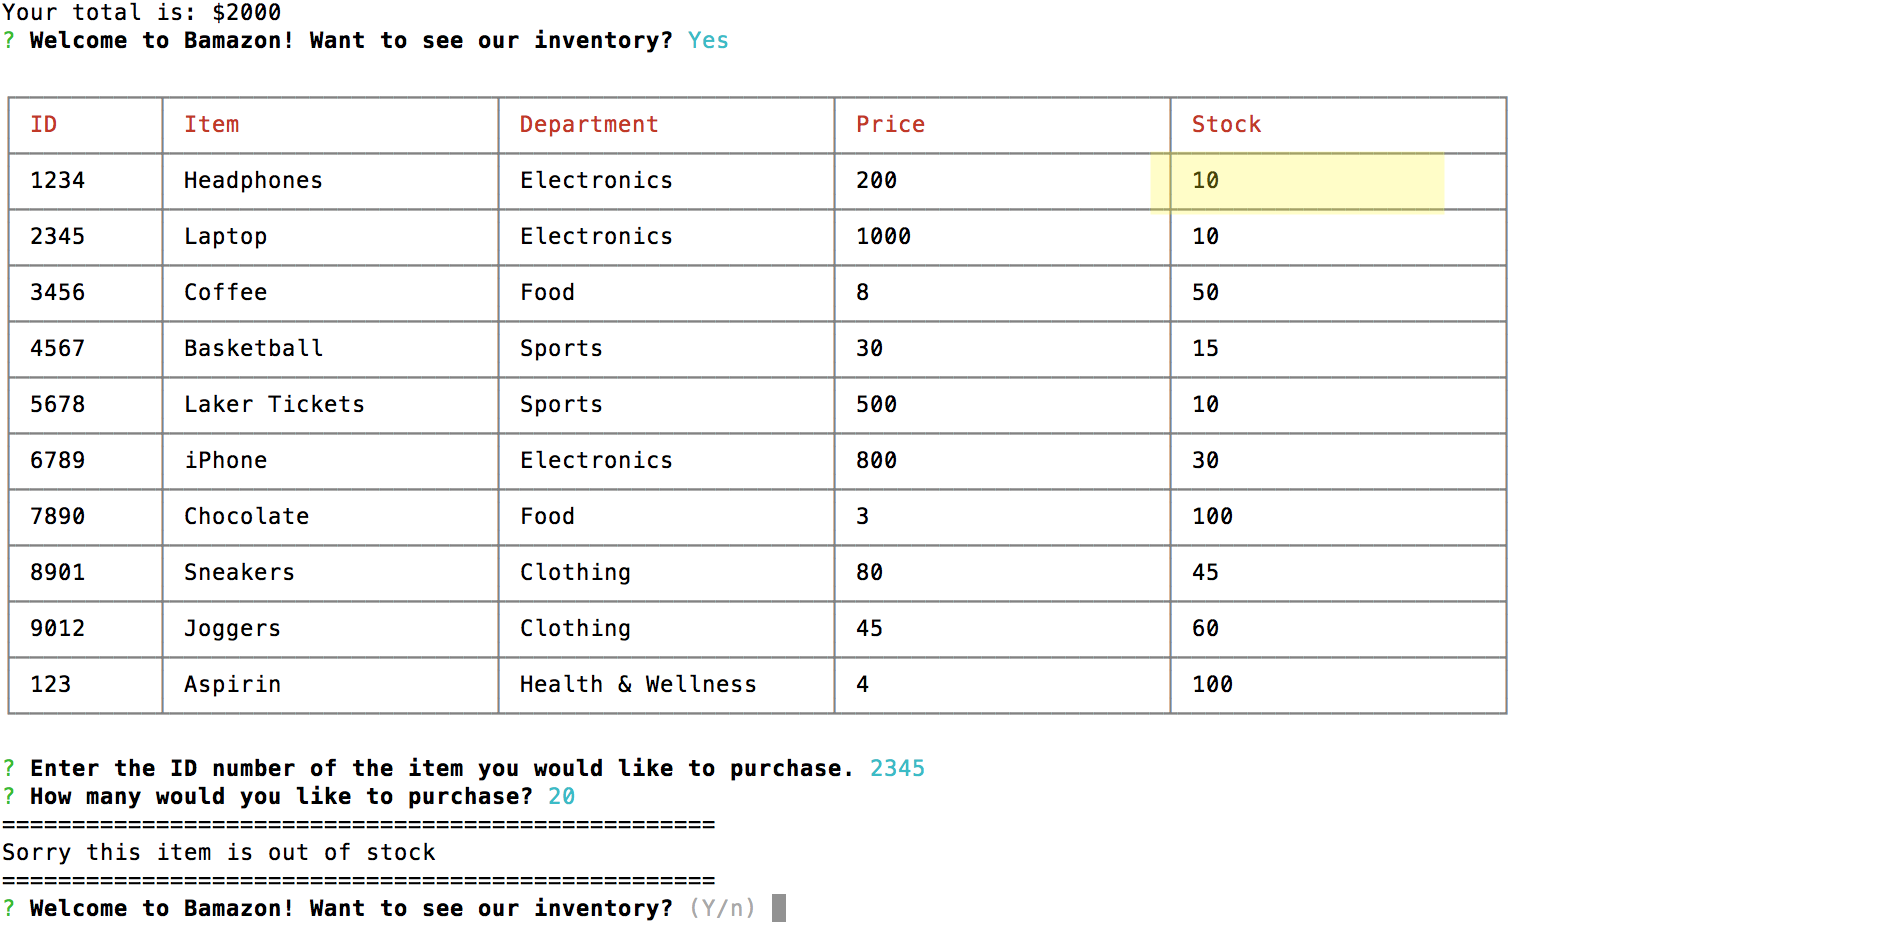 Your total is: $2000
? Welcome to Bamazon! Want to see our inventory? Yes
ID Item Department Price Stock
1234 Headphones Electronics 200 10
2345 Laptop Electronics 1000 10
3456 Coffee Food 8 50
4567 Basketball Sports 30 15
5678 Laker Tickets Sports 500 10
6789 iPhone Electronics 800 30
7890 Chocolate Food 3 100
8901 Sneakers Clothing 80 45
9012 Joggers Clothing 45 60
123 Aspirin Health & Wellness 4 100
? Enter the ID number of the item you would like to purchase. 2345
? How many would you like to purchase? 20
===================================================
Sorry this item is out of stock
===================================================
? Welcome to Bamazon! Want to see our inventory? (Y/n)